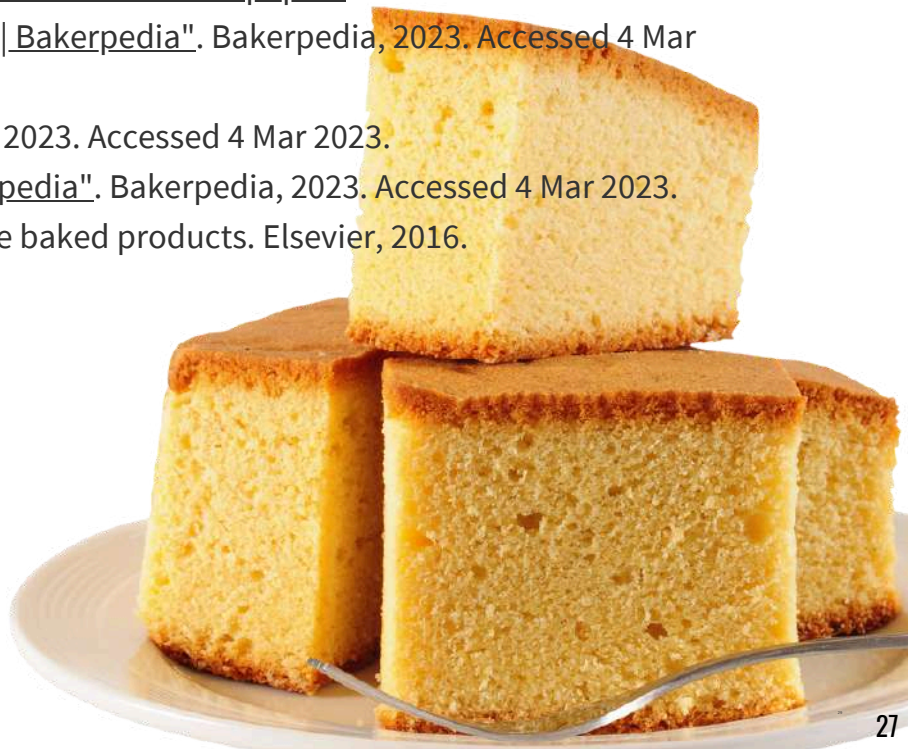 | Bakerpedia". Bakerpedia, 2023. Accessed 4 Mar
2023. Accessed 4 Mar 2023.
pedia". Bakerpedia, 2023. Accessed 4 Mar 2023.
e baked products. Elsevier, 2016.
27